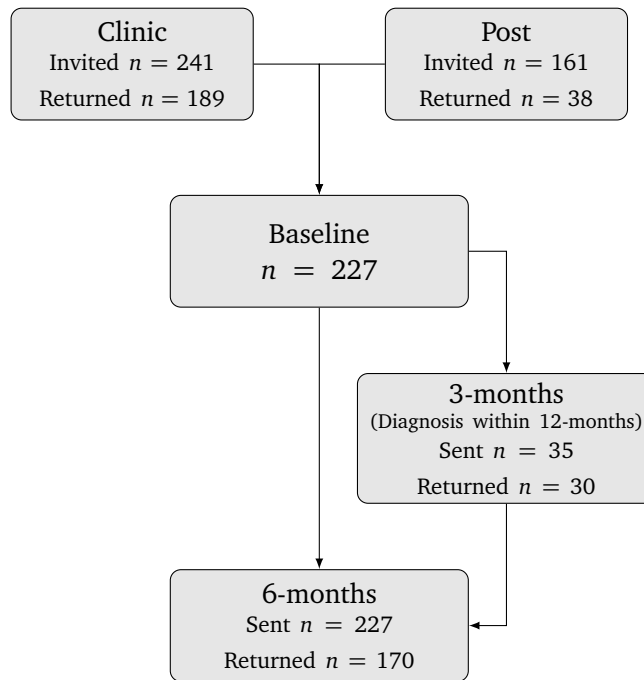 Clinic
Invited n = 241
Returned n = 189
Post
Invited n = 161
Returned n = 38
Baseline
n = 227
3-months
(Diagnosis within 12-months)
Sent n = 35
Returned n = 30
6-months
Sent n = 227
Returned n = 170